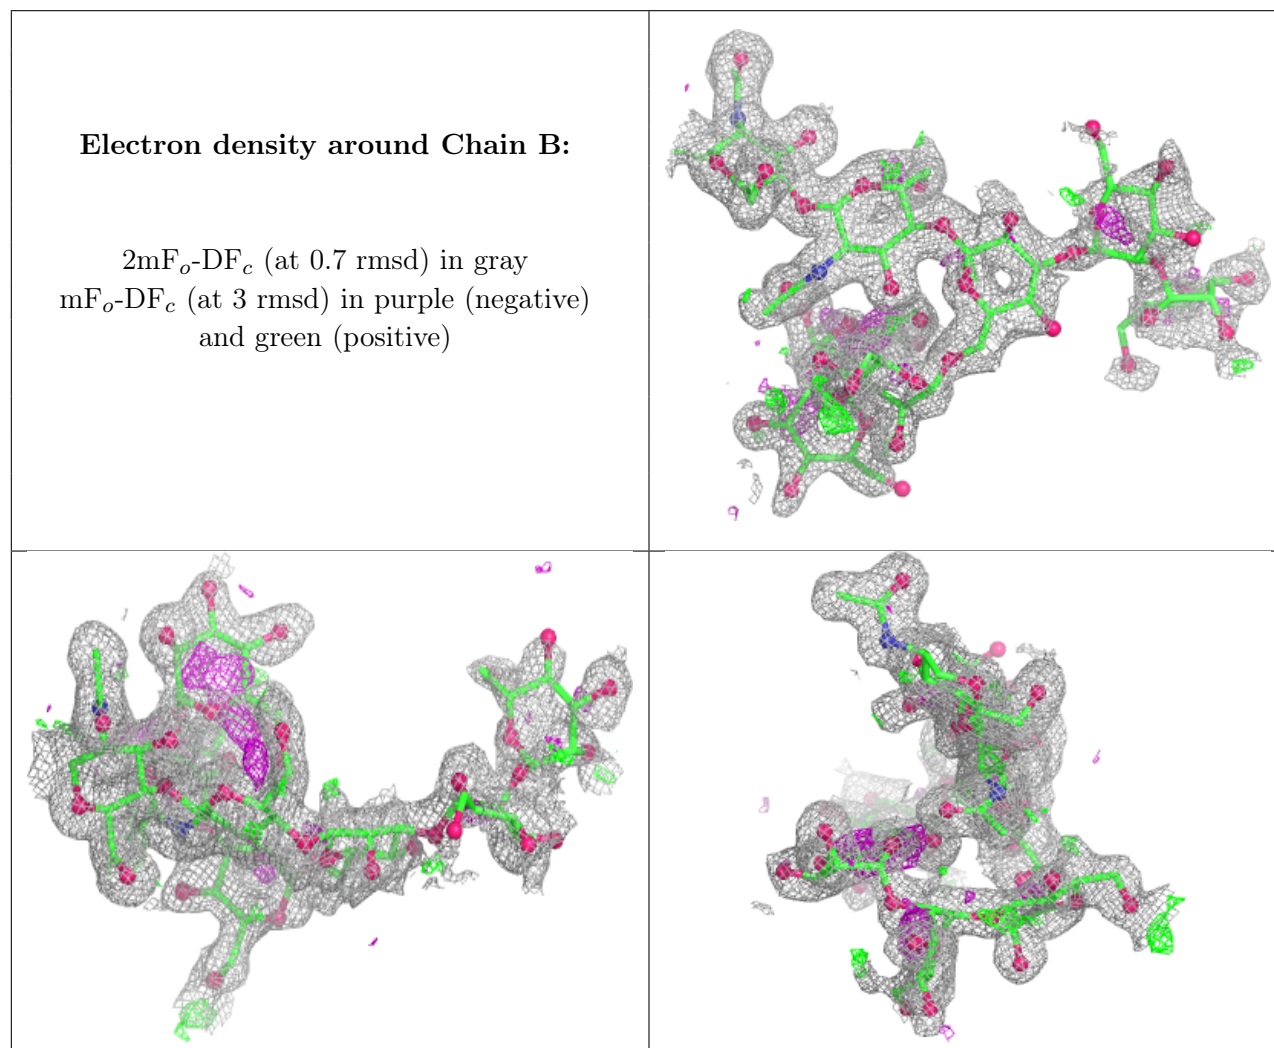 Electron density around Chain B:
2mFo-DFc (at 0.7 rmsd) in gray
mFo-DFc (at 3 rmsd) in purple (negative)
and green (positive)